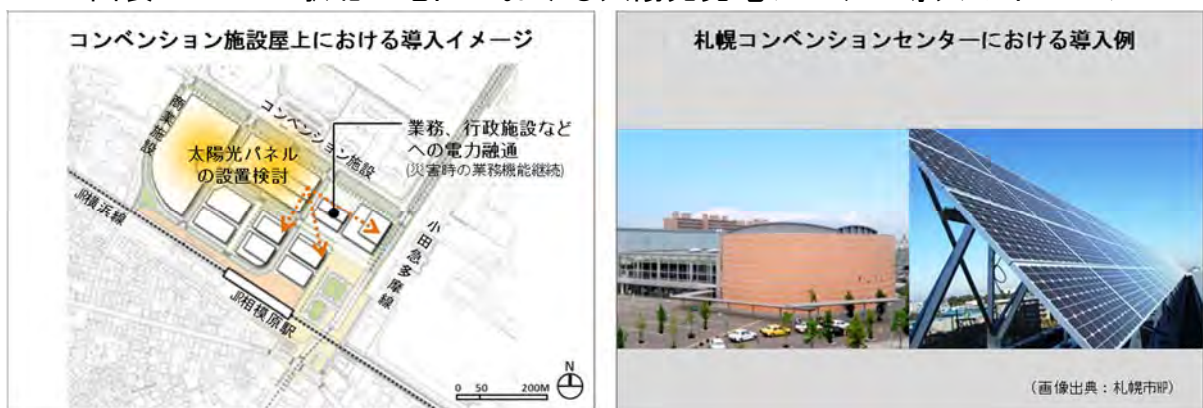 コンベンション施設屋上における導入イメージ
商業施設
コンベンション施設
太陽光パネル
の設置検討
業務、行政施設など
への電力融通
(災害時の業務機能継続)
JR横浜線
小田急多摩線
JR相模原駅
0 50 200M
N
札幌コンベンションセンターにおける導入例
(画像出典:札幌市HP)